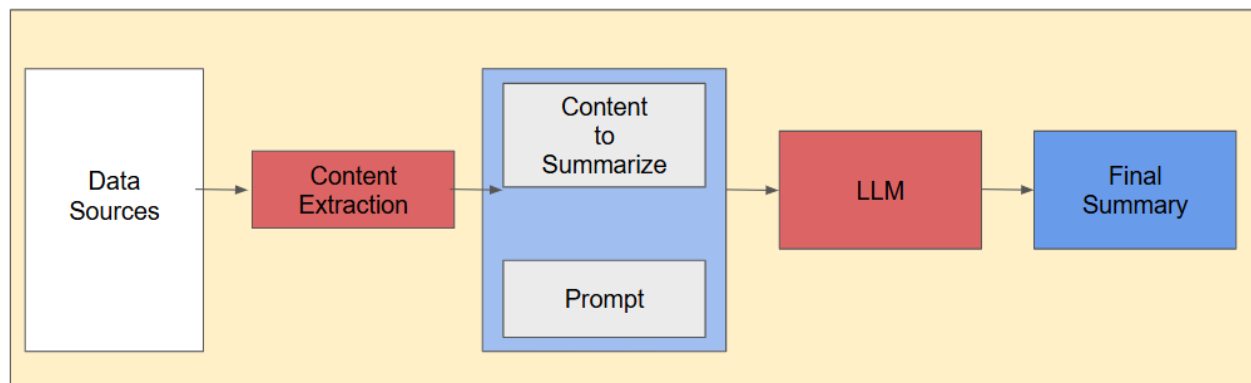 Data
Sources
Content
Extraction
Content
to
Summarize
Prompt
LLM
Final
Summary